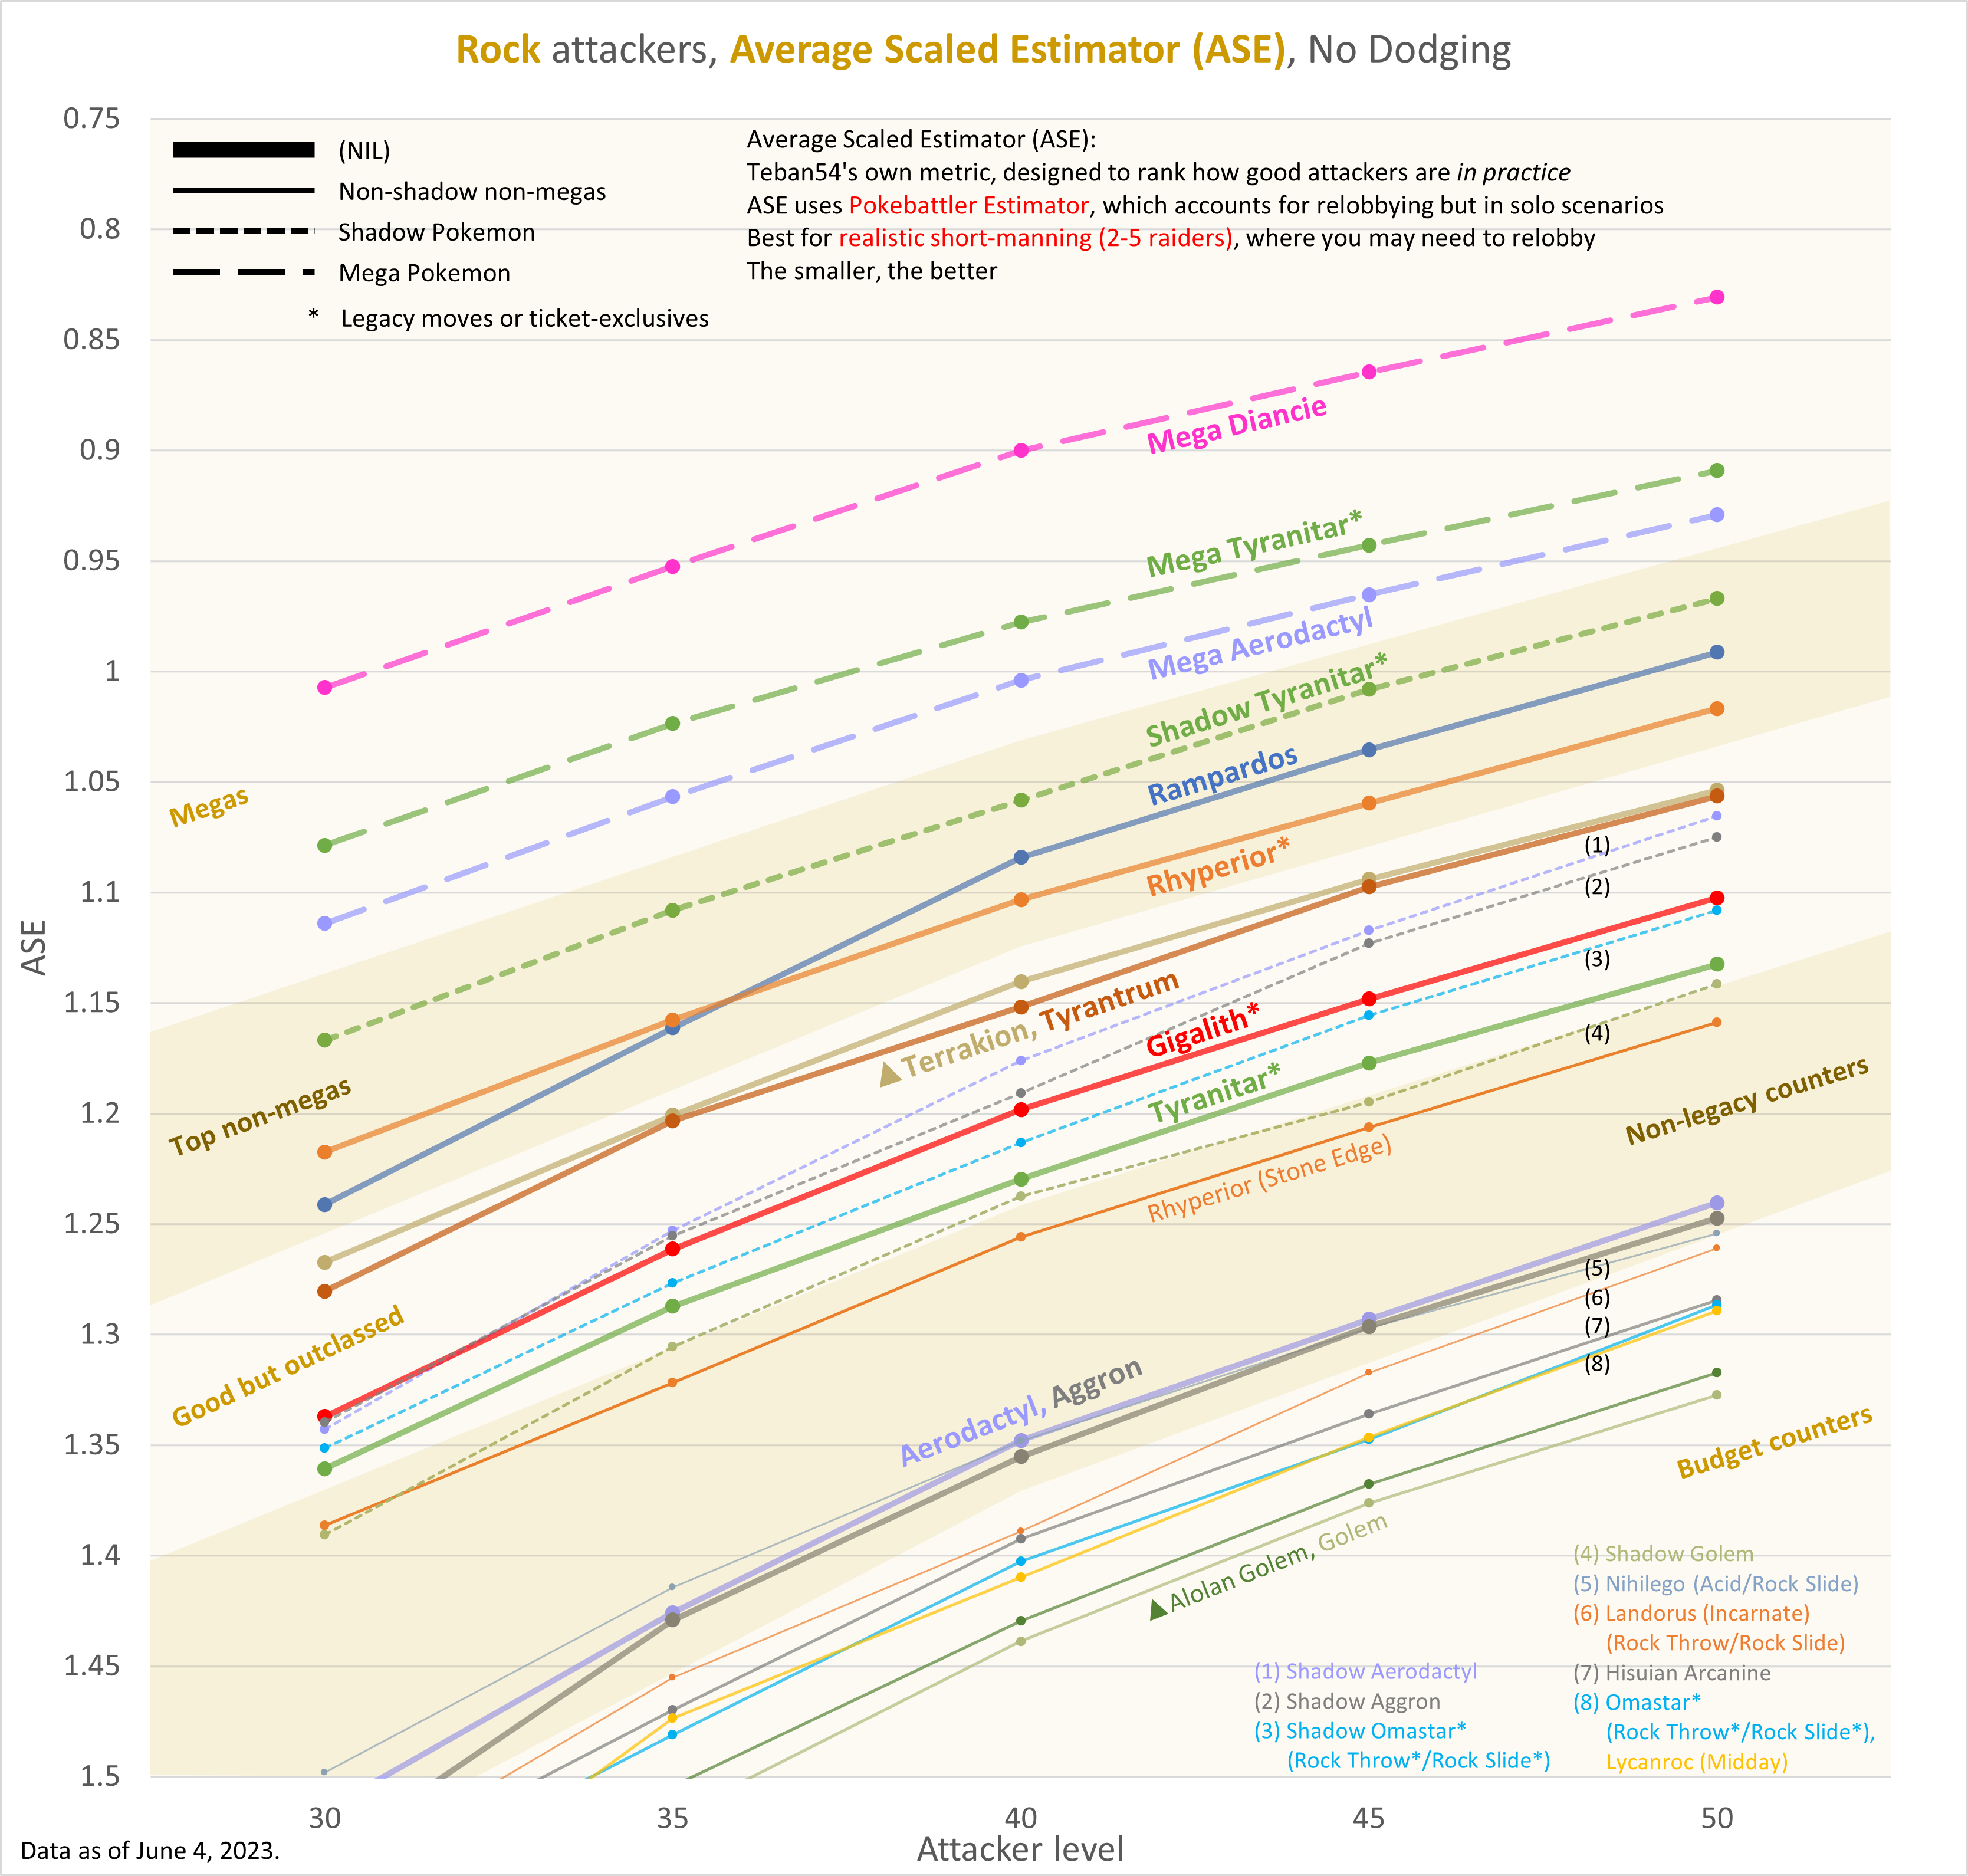 Rock attackers, Average Scaled Estimator (ASE), No Dodging
0.75
0.8
0.85
0.9
0.95
1
1.05
1.1
1.15
1.2
1.25
1.3
1.35
1.4
1.45
1.5
ASE
(NIL)
Non-shadow non-megas
Shadow Pokemon
Mega Pokemon
* Legacy moves or ticket-exclusives
Average Scaled Estimator (ASE):
Teban54's own metric, designed to rank how good attackers are in practice
ASE uses Pokebattler Estimator, which accounts for relobbying but in solo scenarios
Best for realistic short-manning (2-5 raiders), where you may need to relobby
The smaller, the better
Mega Diancie
Mega Tyranitar*
Mega Aerodactyl
Shadow Tyranitar*
Rampardos
Rhyperior*
Megas
(1)
(2)
Terrakion, Tyrantrum
Gigalith*
(3)
(4)
Tyranitar*
Top non-megas
Non-legacy counters
Rhyperior (Stone Edge)
Good but outclassed
(5)
(6)
(7)
(8)
Aerodactyl, Aggron
Budget counters
Alolan Golem, Golem
(1) Shadow Aerodactyl
(2) Shadow Aggron
(3) Shadow Omastar*
(Rock Throw*/Rock Slide*)
(4) Shadow Golem
(5) Nihilego (Acid/Rock Slide)
(6) Landorus (Incarnate)
(Rock Throw/Rock Slide)
(7) Hisuian Arcanine
(8) Omastar*
(Rock Throw*/Rock Slide*),
Lycanroc (Midday)
30
35
40
45
50
Attacker level
Data as of June 4, 2023.